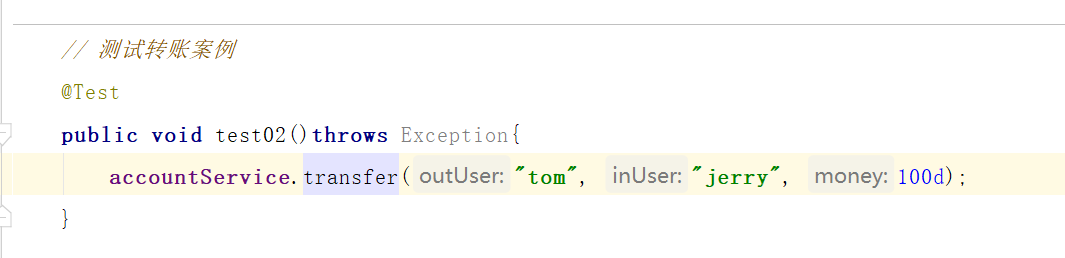 // 测试转账案例
@Test
public void test02()throws Exception{
accountService.transfer( outUser: "tom", inUser: "jerry", money: 100d);
}